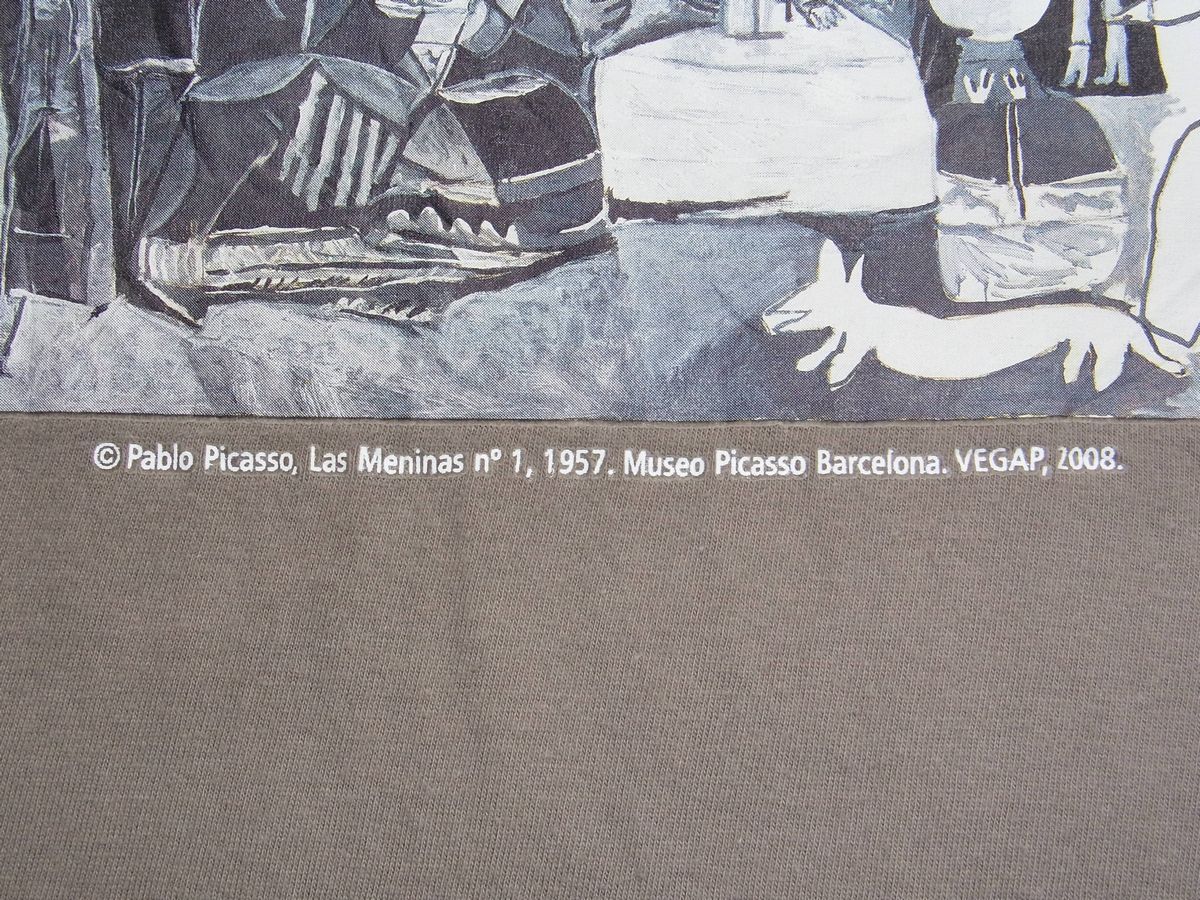 © Pablo Picasso, Las Meninas nº 1, 1957. Museo Picasso Barcelona. VEGAP, 2008.